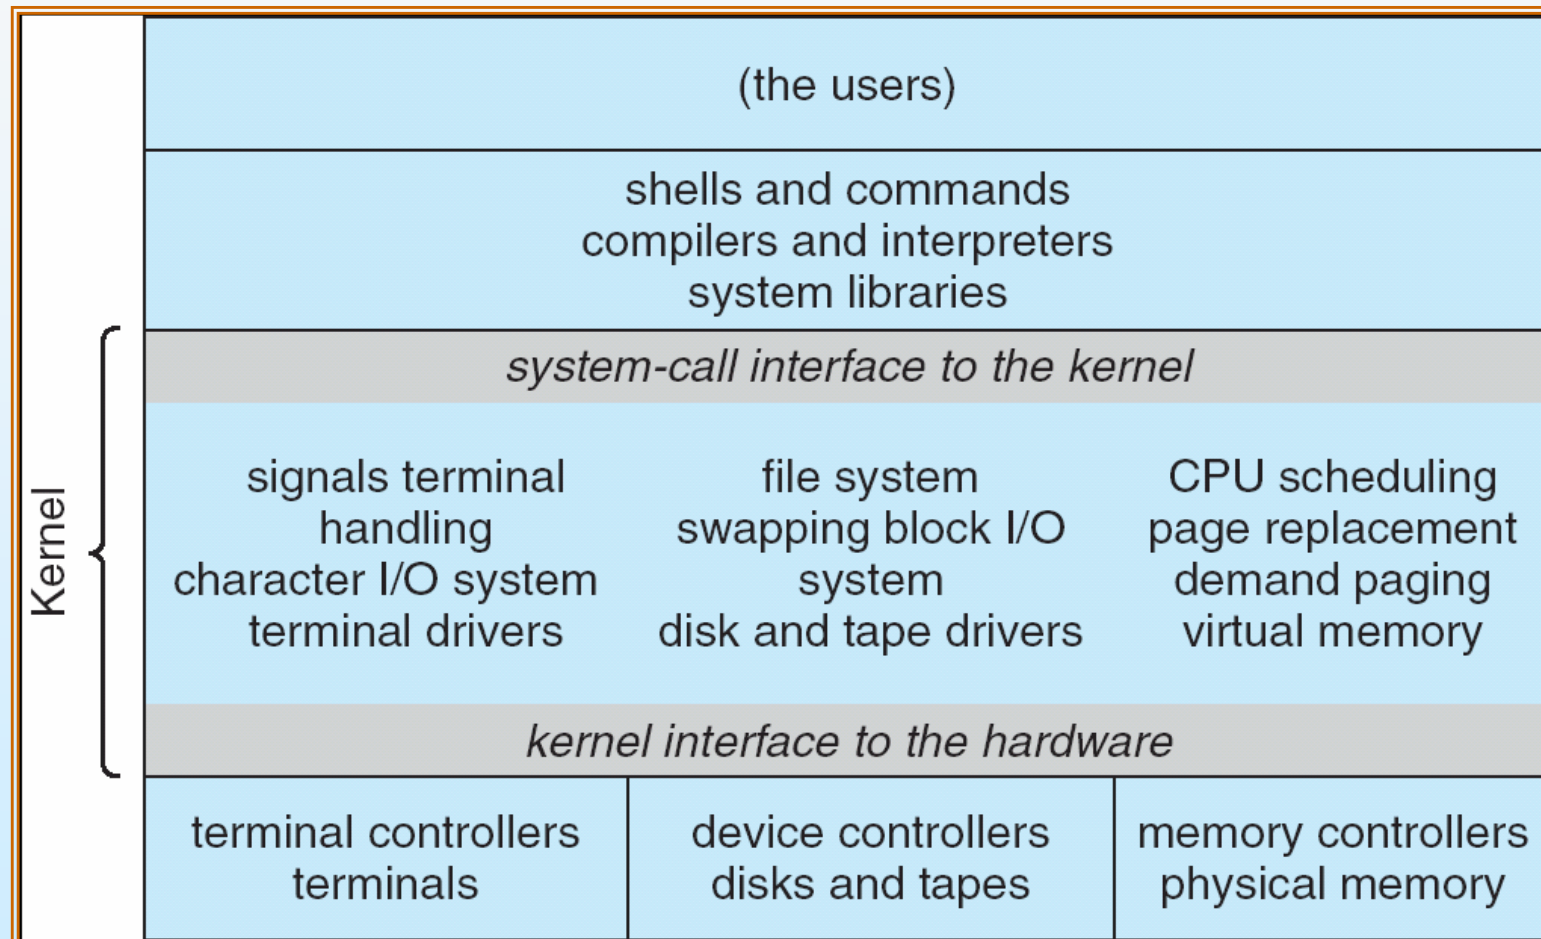 (the users)
shells and commands
compilers and interpreters
system libraries
Kernel
system-call interface to the kernel
signals terminal
handling
character I/O system
terminal drivers
file system
swapping block I/O
system
disk and tape drivers
CPU scheduling
page replacement
demand paging
virtual memory
kernel interface to the hardware
terminal controllers
terminals
device controllers
disks and tapes
memory controllers
physical memory